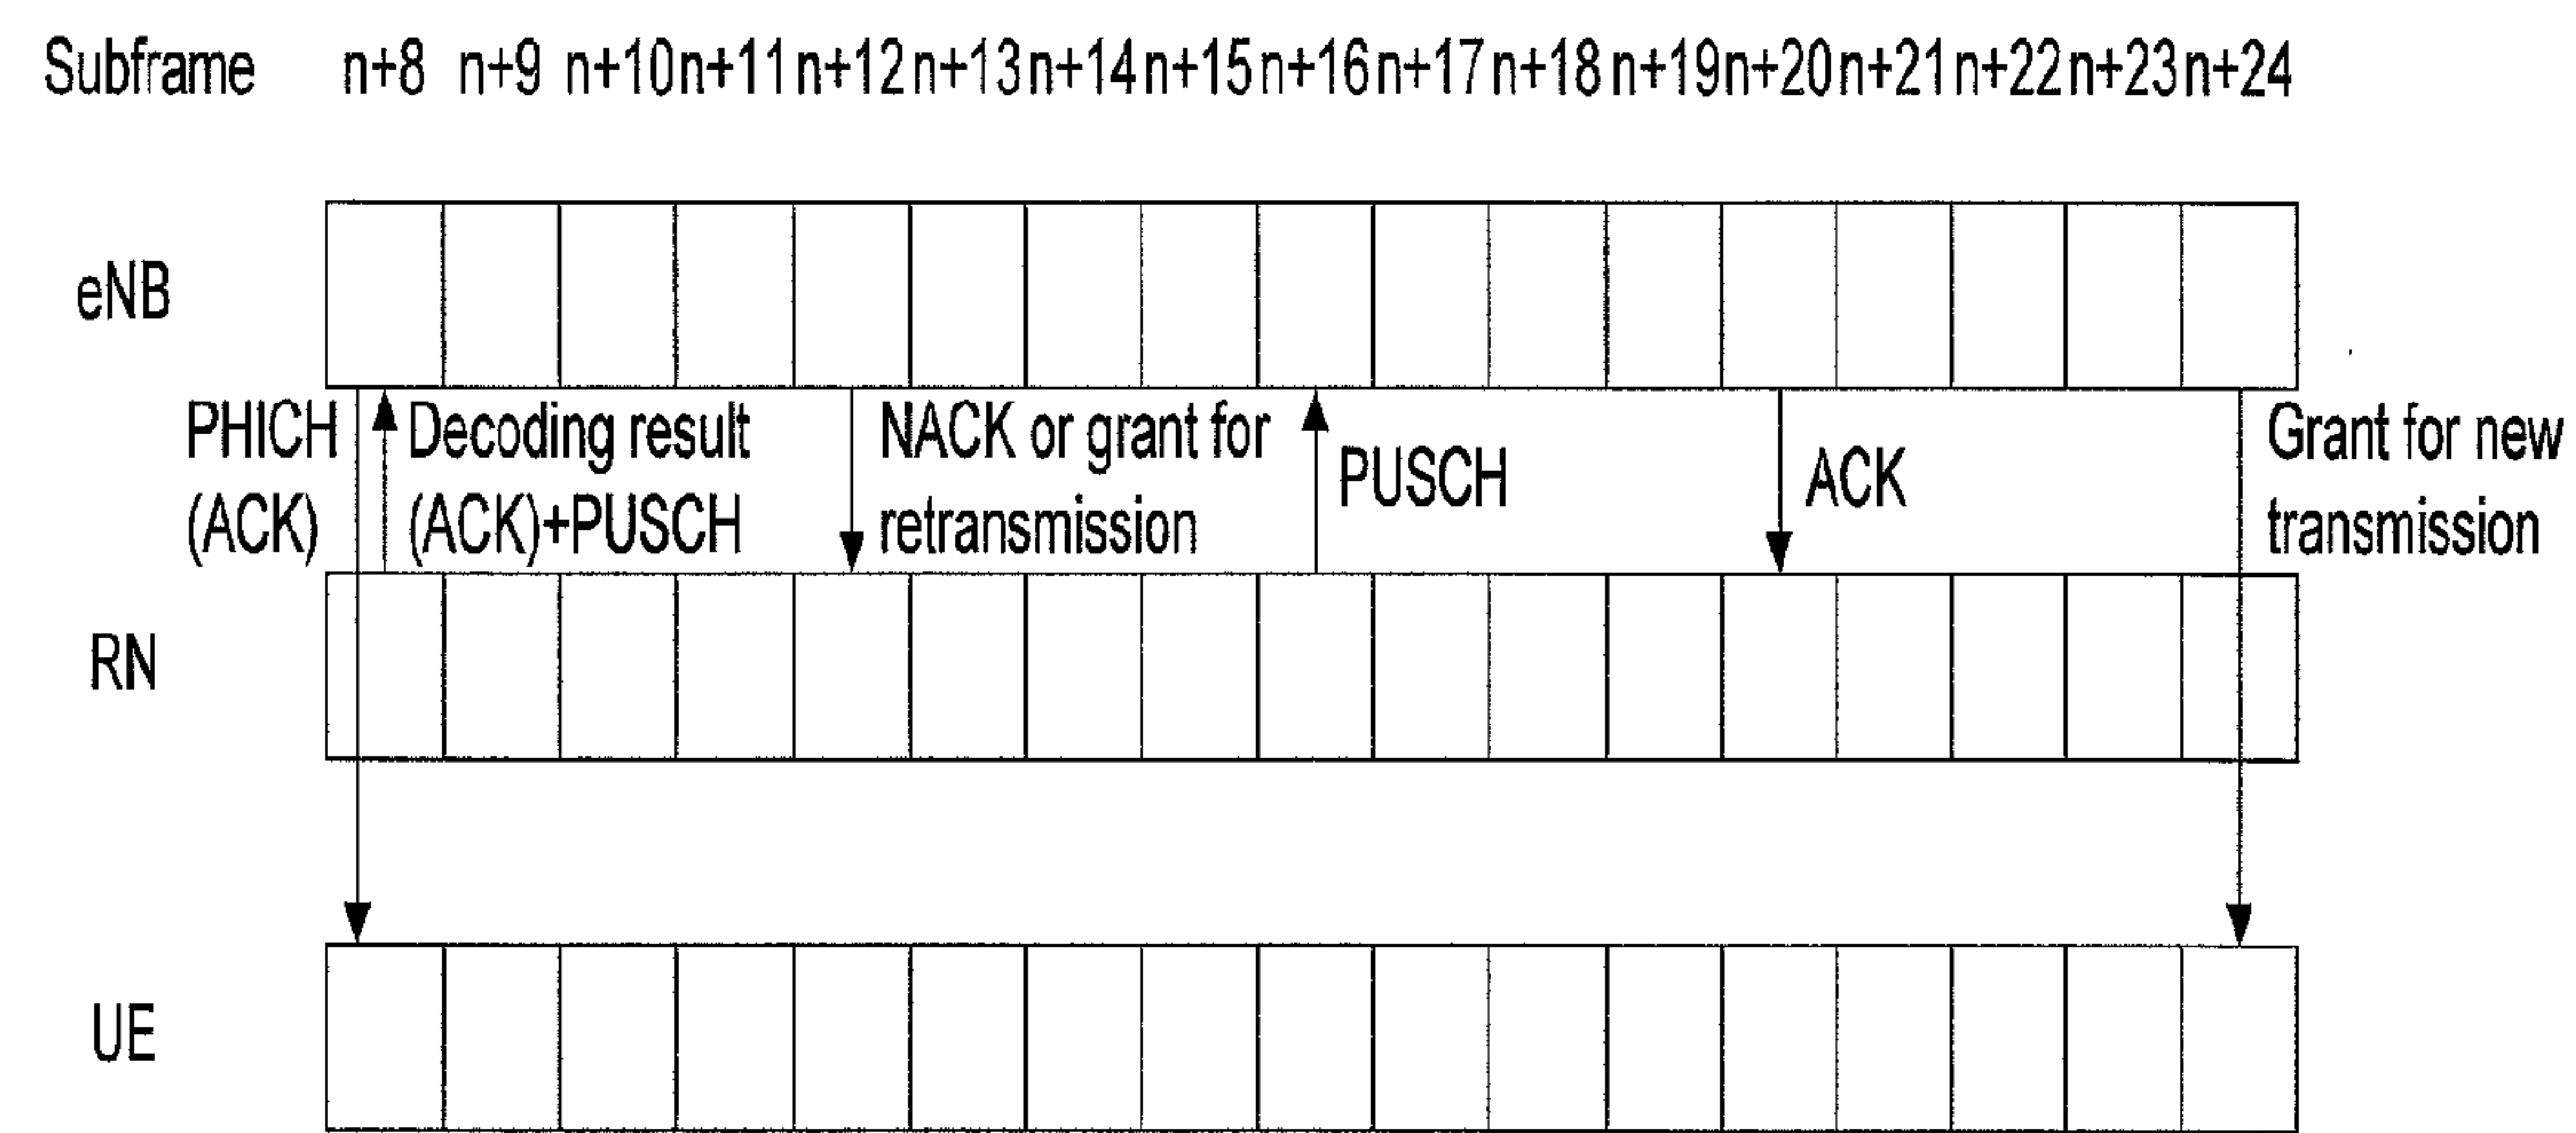 Subframe n+8 n+9 n+10 n+11 n+12 n+13 n+14 n+15 n+16 n+17 n+18 n+19 n+20 n+21 n+22 n+23 n+24
eNB
PHICH
(ACK)
Decoding result
(ACK)+PUSCH
NACK or grant for
retransmission
PUSCH
ACK
Grant for new
transmission
RN
UE